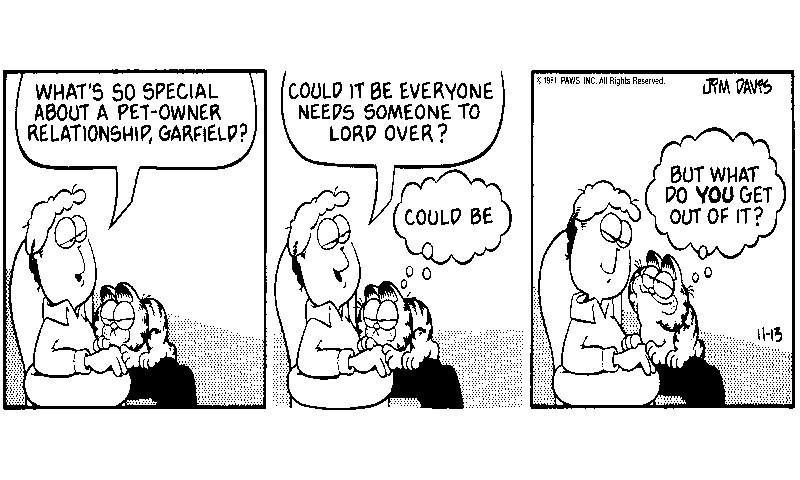 WHAT'S SO SPECIAL
ABOUT A PET-OWNER
RELATIONSHIP, GARFIELD?
COULD IT BE EVERYONE
NEEDS SOMEONE TO
LORD OVER?
COULD BE
© 1981 PAWS, INC. All Rights Reserved.
JIM DAVIS
BUT WHAT
DO YOU GET
OUT OF IT?
11-13